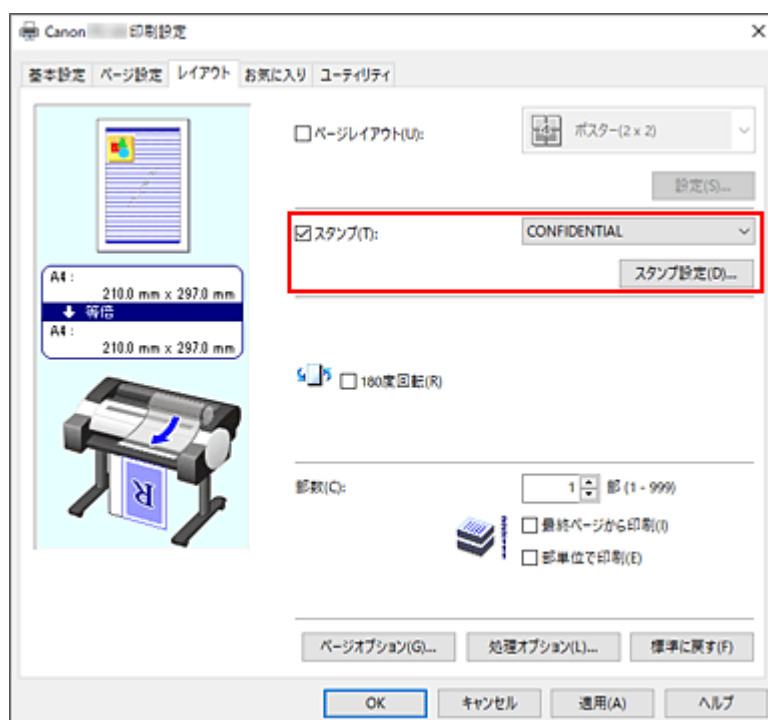 Canon 印刷設定
基本設定 ページ設定 レイアウト お気に入り ユーティリティ
ページレイアウト(U):
ポスター(2 x 2)
設定(S)...
スタンプ(T):
CONFIDENTIAL
スタンプ設定(D)...
A4 :
210.0 mm x 297.0 mm
等倍
A4 :
210.0 mm x 297.0 mm
180度回転(R)
R
部数(C):
1 部 (1 - 999)
最終ページから印刷(I)
部単位で印刷(E)
ページオプション(G)... 処理オプション(L)... 標準に戻す(F)
OK キャンセル 適用(A) ヘルプ